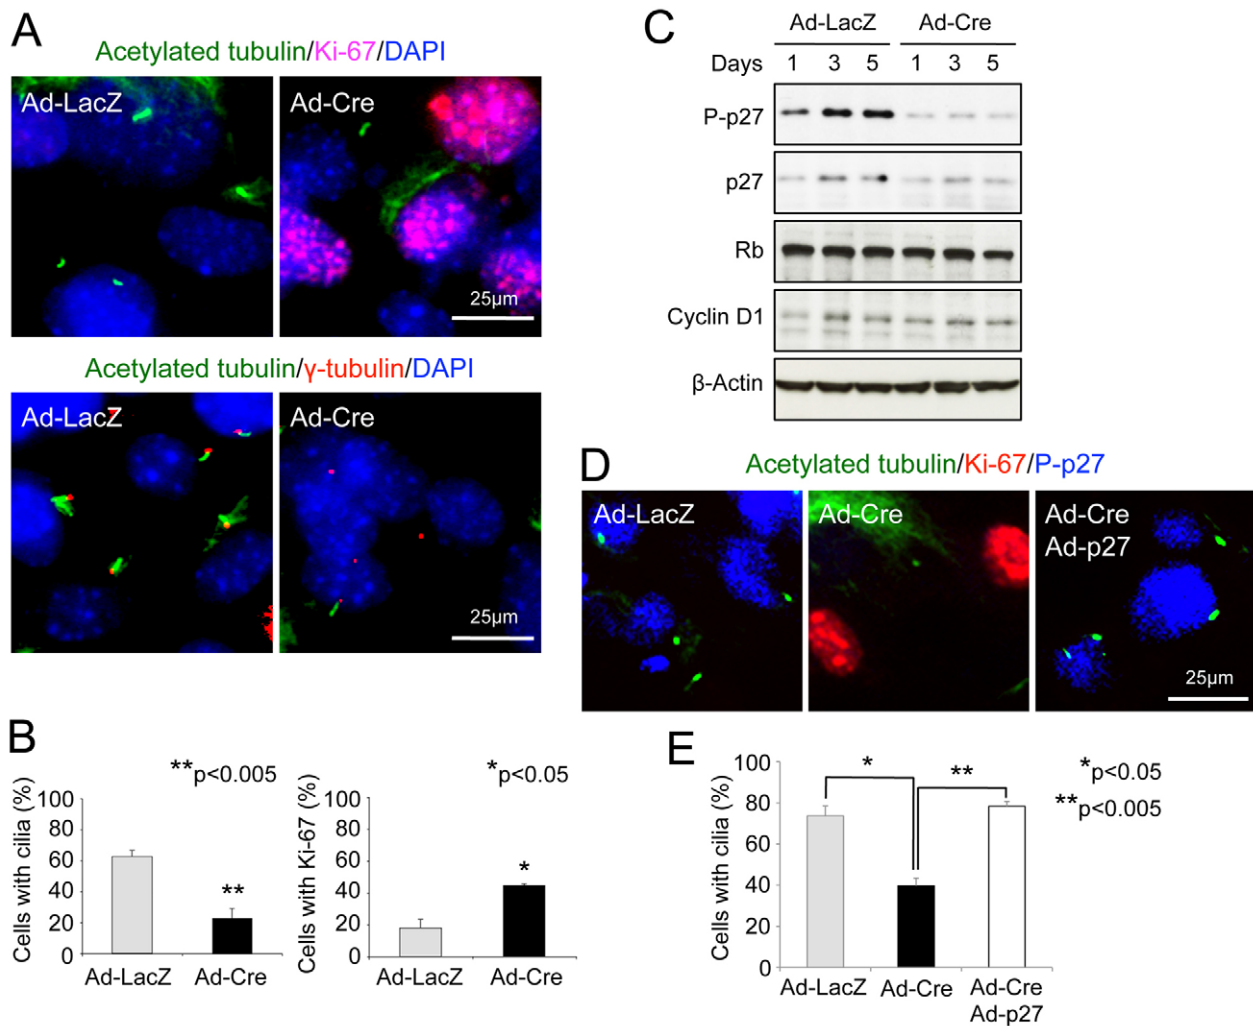 A
Acetylated tubulin/Ki-67/DAPI
Ad-LacZ
Ad-Cre
25µm
Acetylated tubulin/γ-tubulin/DAPI
Ad-LacZ
Ad-Cre
25µm
B
**p<0.005
Cells with cilia (%)
100
80
60
40
20
0
**
Ad-LacZ
Ad-Cre
*p<0.05
Cells with Ki-67 (%)
100
80
60
40
20
0
*
Ad-LacZ
Ad-Cre
C
Ad-LacZ
Ad-Cre
Days 1 3 5 1 3 5
P-p27
p27
Rb
Cyclin D1
β-Actin
D
Acetylated tubulin/Ki-67/P-p27
Ad-LacZ
Ad-Cre
Ad-Cre
Ad-p27
25µm
E
*p<0.05
**p<0.005
Cells with cilia (%)
100
80
60
40
20
0
*
**
Ad-LacZ
Ad-Cre
Ad-Cre
Ad-p27